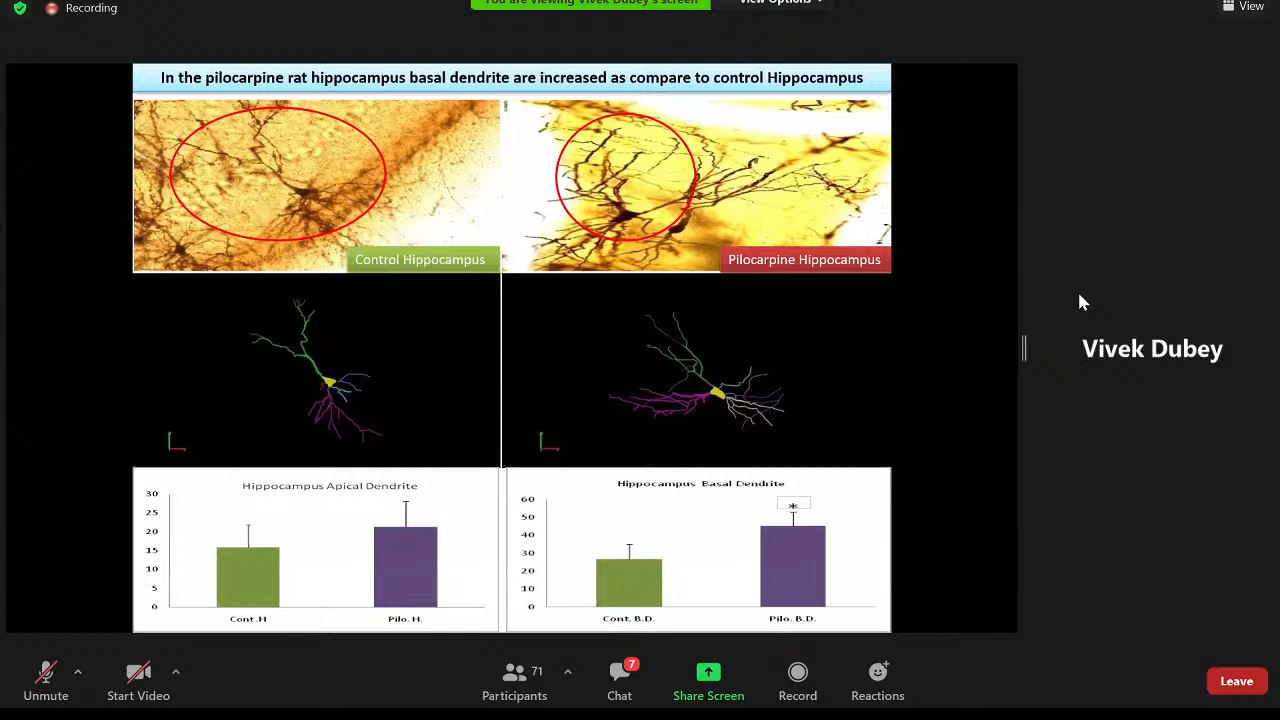 Recording
You are viewing Vivek Dubey's screen
View Options
View
In the pilocarpine rat hippocampus basal dendrite are increased as compare to control Hippocampus
Control Hippocampus
Pilocarpine Hippocampus
Vivek Dubey
Hippocampus Apical Dendrite
30
25
20
15
10
5
0
Cont.H
Pilo. H.
Hippocampus Basal Dendrite
60
50
40
30
20
10
0
*
Cont. B.D.
Pilo. B.D.
Unmute
Start Video
71
Participants
7
Chat
Share Screen
Record
Reactions
Leave